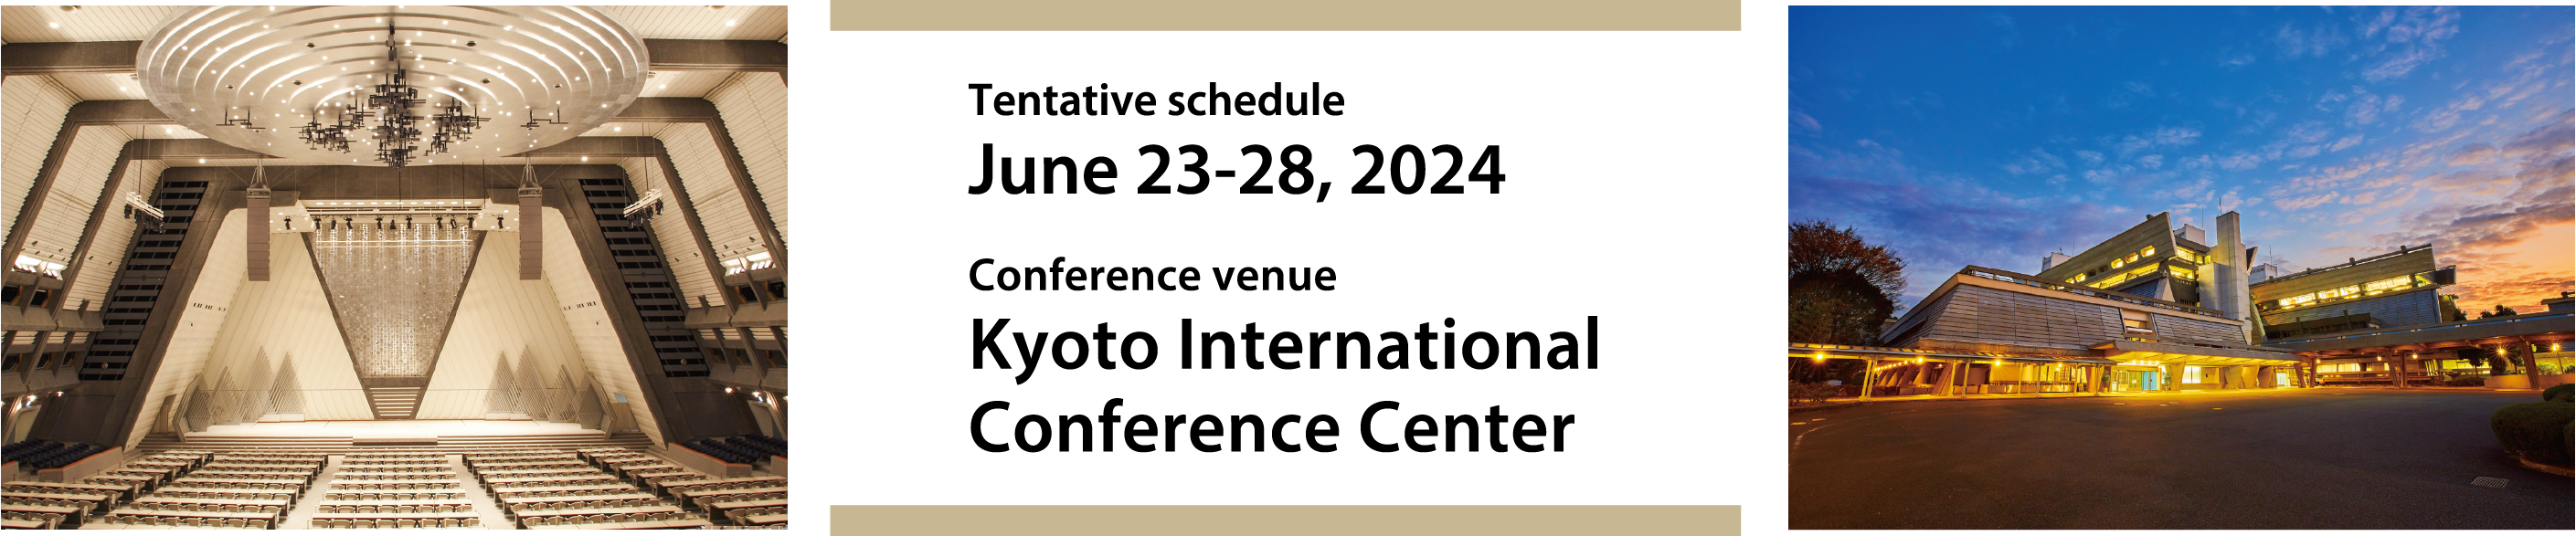 Tentative schedule
June 23-28, 2024
Conference venue
Kyoto International
Conference Center